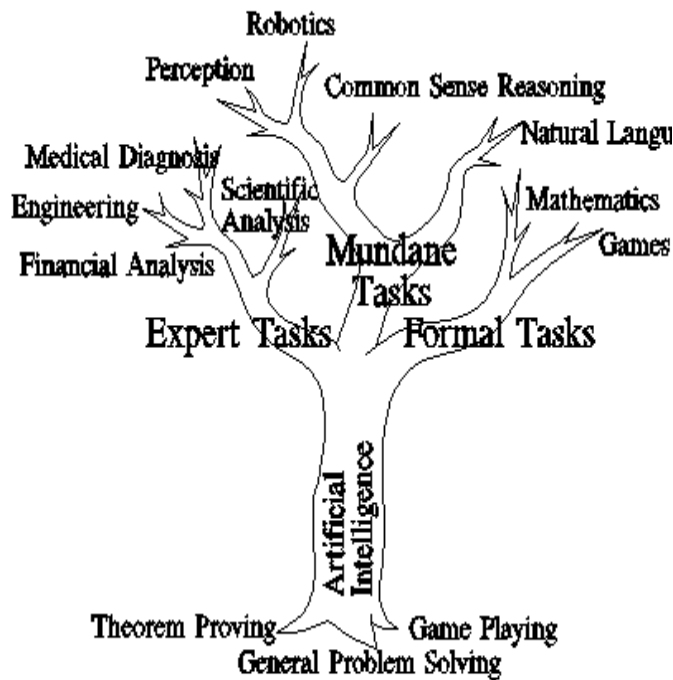 Robotics
Perception
Common Sense Reasoning
Natural Langu
Medical Diagnosis
Scientific
Analysis
Engineering
Financial Analysis
Mathematics
Games
Mundane
Tasks
Expert Tasks
Formal Tasks
Artificial
Intelligence
Theorem Proving
Game Playing
General Problem Solving